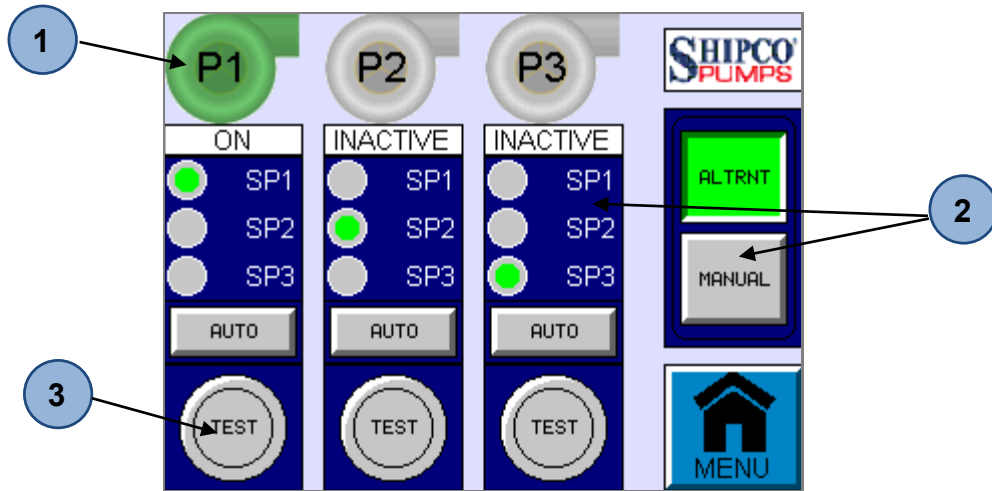 1
P1 P2 P3
SHIPCO'
PUMPS
ON INACTIVE INACTIVE
SP1 SP1 SP1
ALTRNT
2
SP2 SP2 SP2
SP3 SP3 SP3
MANUAL
AUTO AUTO AUTO
3
TEST TEST TEST
MENU